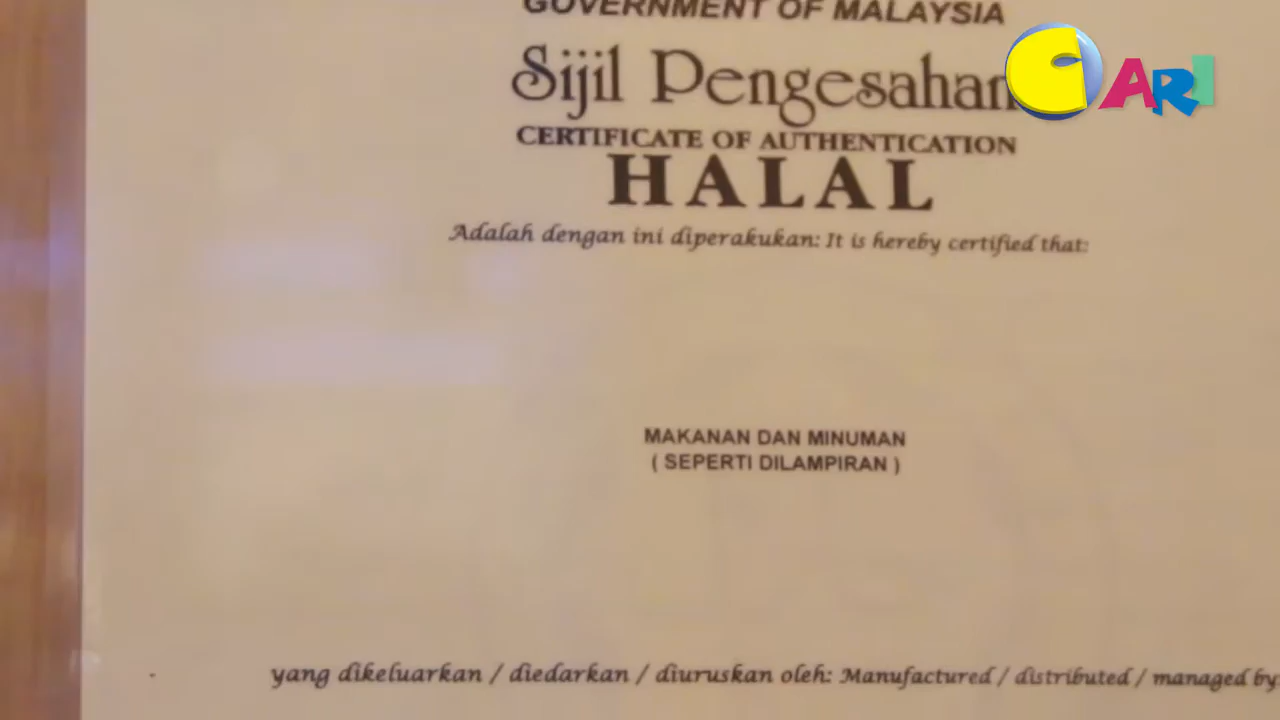 GOVERNMENT OF MALAYSIA
Sijil Pengesahan
CARI
CERTIFICATE OF AUTHENTICATION
HALAL
Adalah dengan ini diperakukan: It is hereby certified that:
MAKANAN DAN MINUMAN
( SEPERTI DILAMPIRAN )
yang dikeluarkan / diedarkan / diuruskan oleh: Manufactured / distributed / managed by